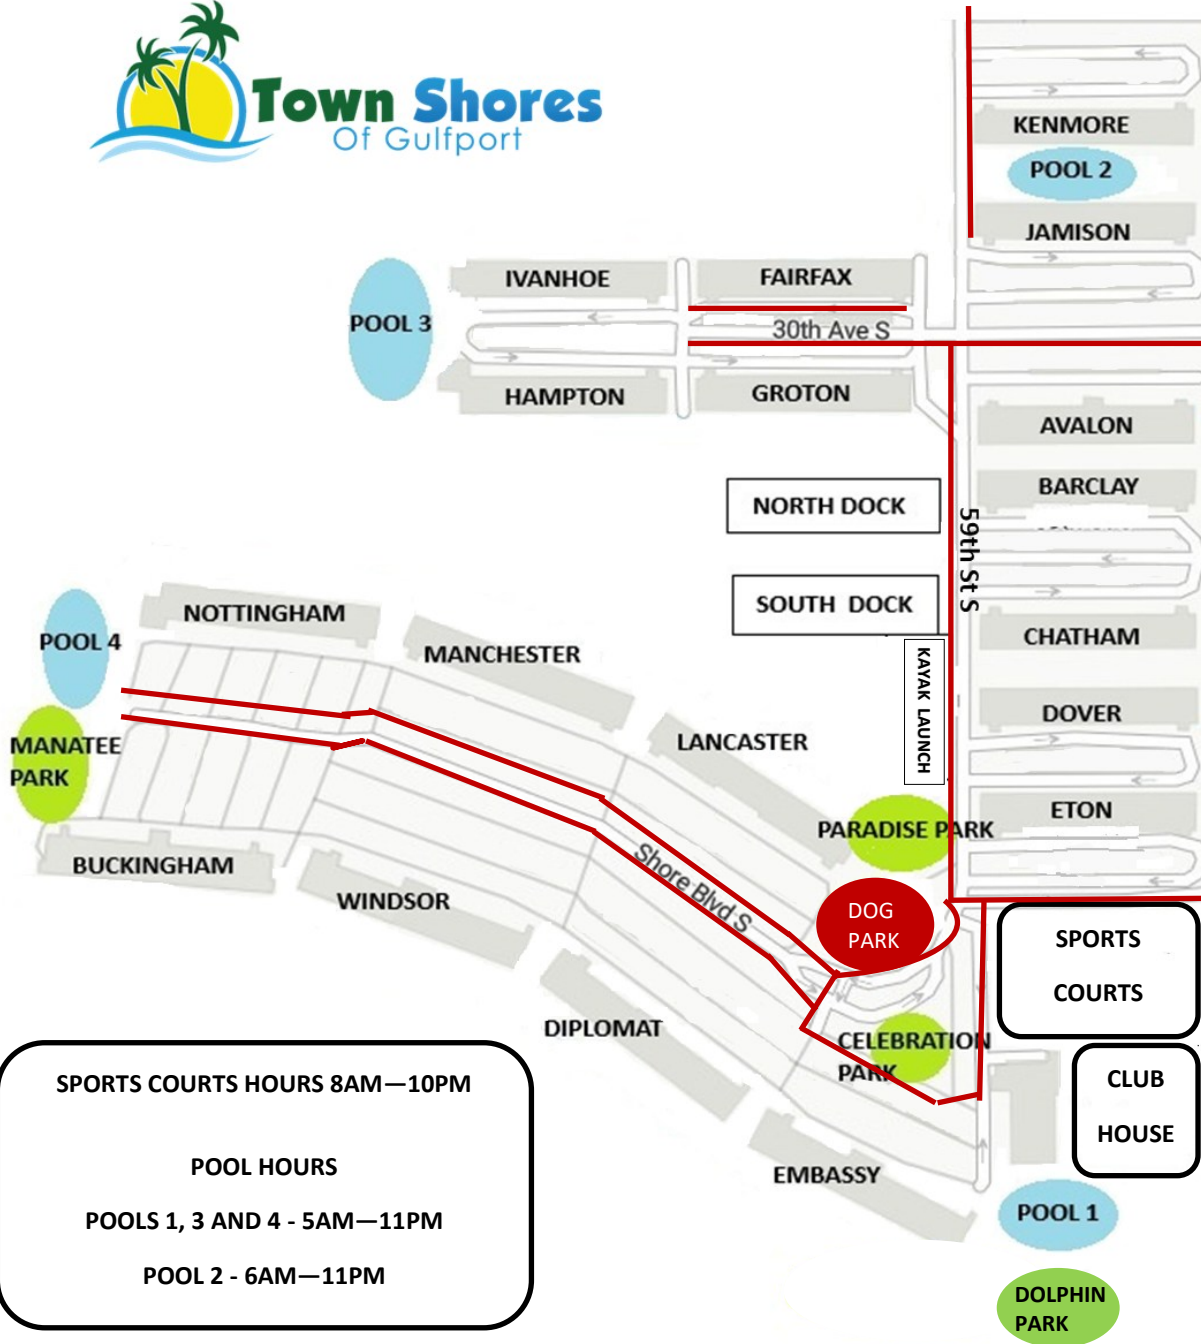 Town Shores
Of Gulfport
KENMORE
POOL 2
JAMISON
IVANHOE
FAIRFAX
POOL 3
30th Ave S
HAMPTON
GROTON
AVALON
BARCLAY
NORTH DOCK
59th St S
SOUTH DOCK
NOTTINGHAM
CHATHAM
POOL 4
MANCHESTER
KAYAK LAUNCH
DOVER
MANATEE
PARK
LANCASTER
ETON
PARADISE PARK
BUCKINGHAM
Shore Blvd S
WINDSOR
DOG
PARK
SPORTS
COURTS
DIPLOMAT
CELEBRATION
PARK
CLUB
HOUSE
EMBASSY
POOL 1
DOLPHIN
PARK
SPORTS COURTS HOURS 8AM—10PM
POOL HOURS
POOLS 1, 3 AND 4 - 5AM—11PM
POOL 2 - 6AM—11PM